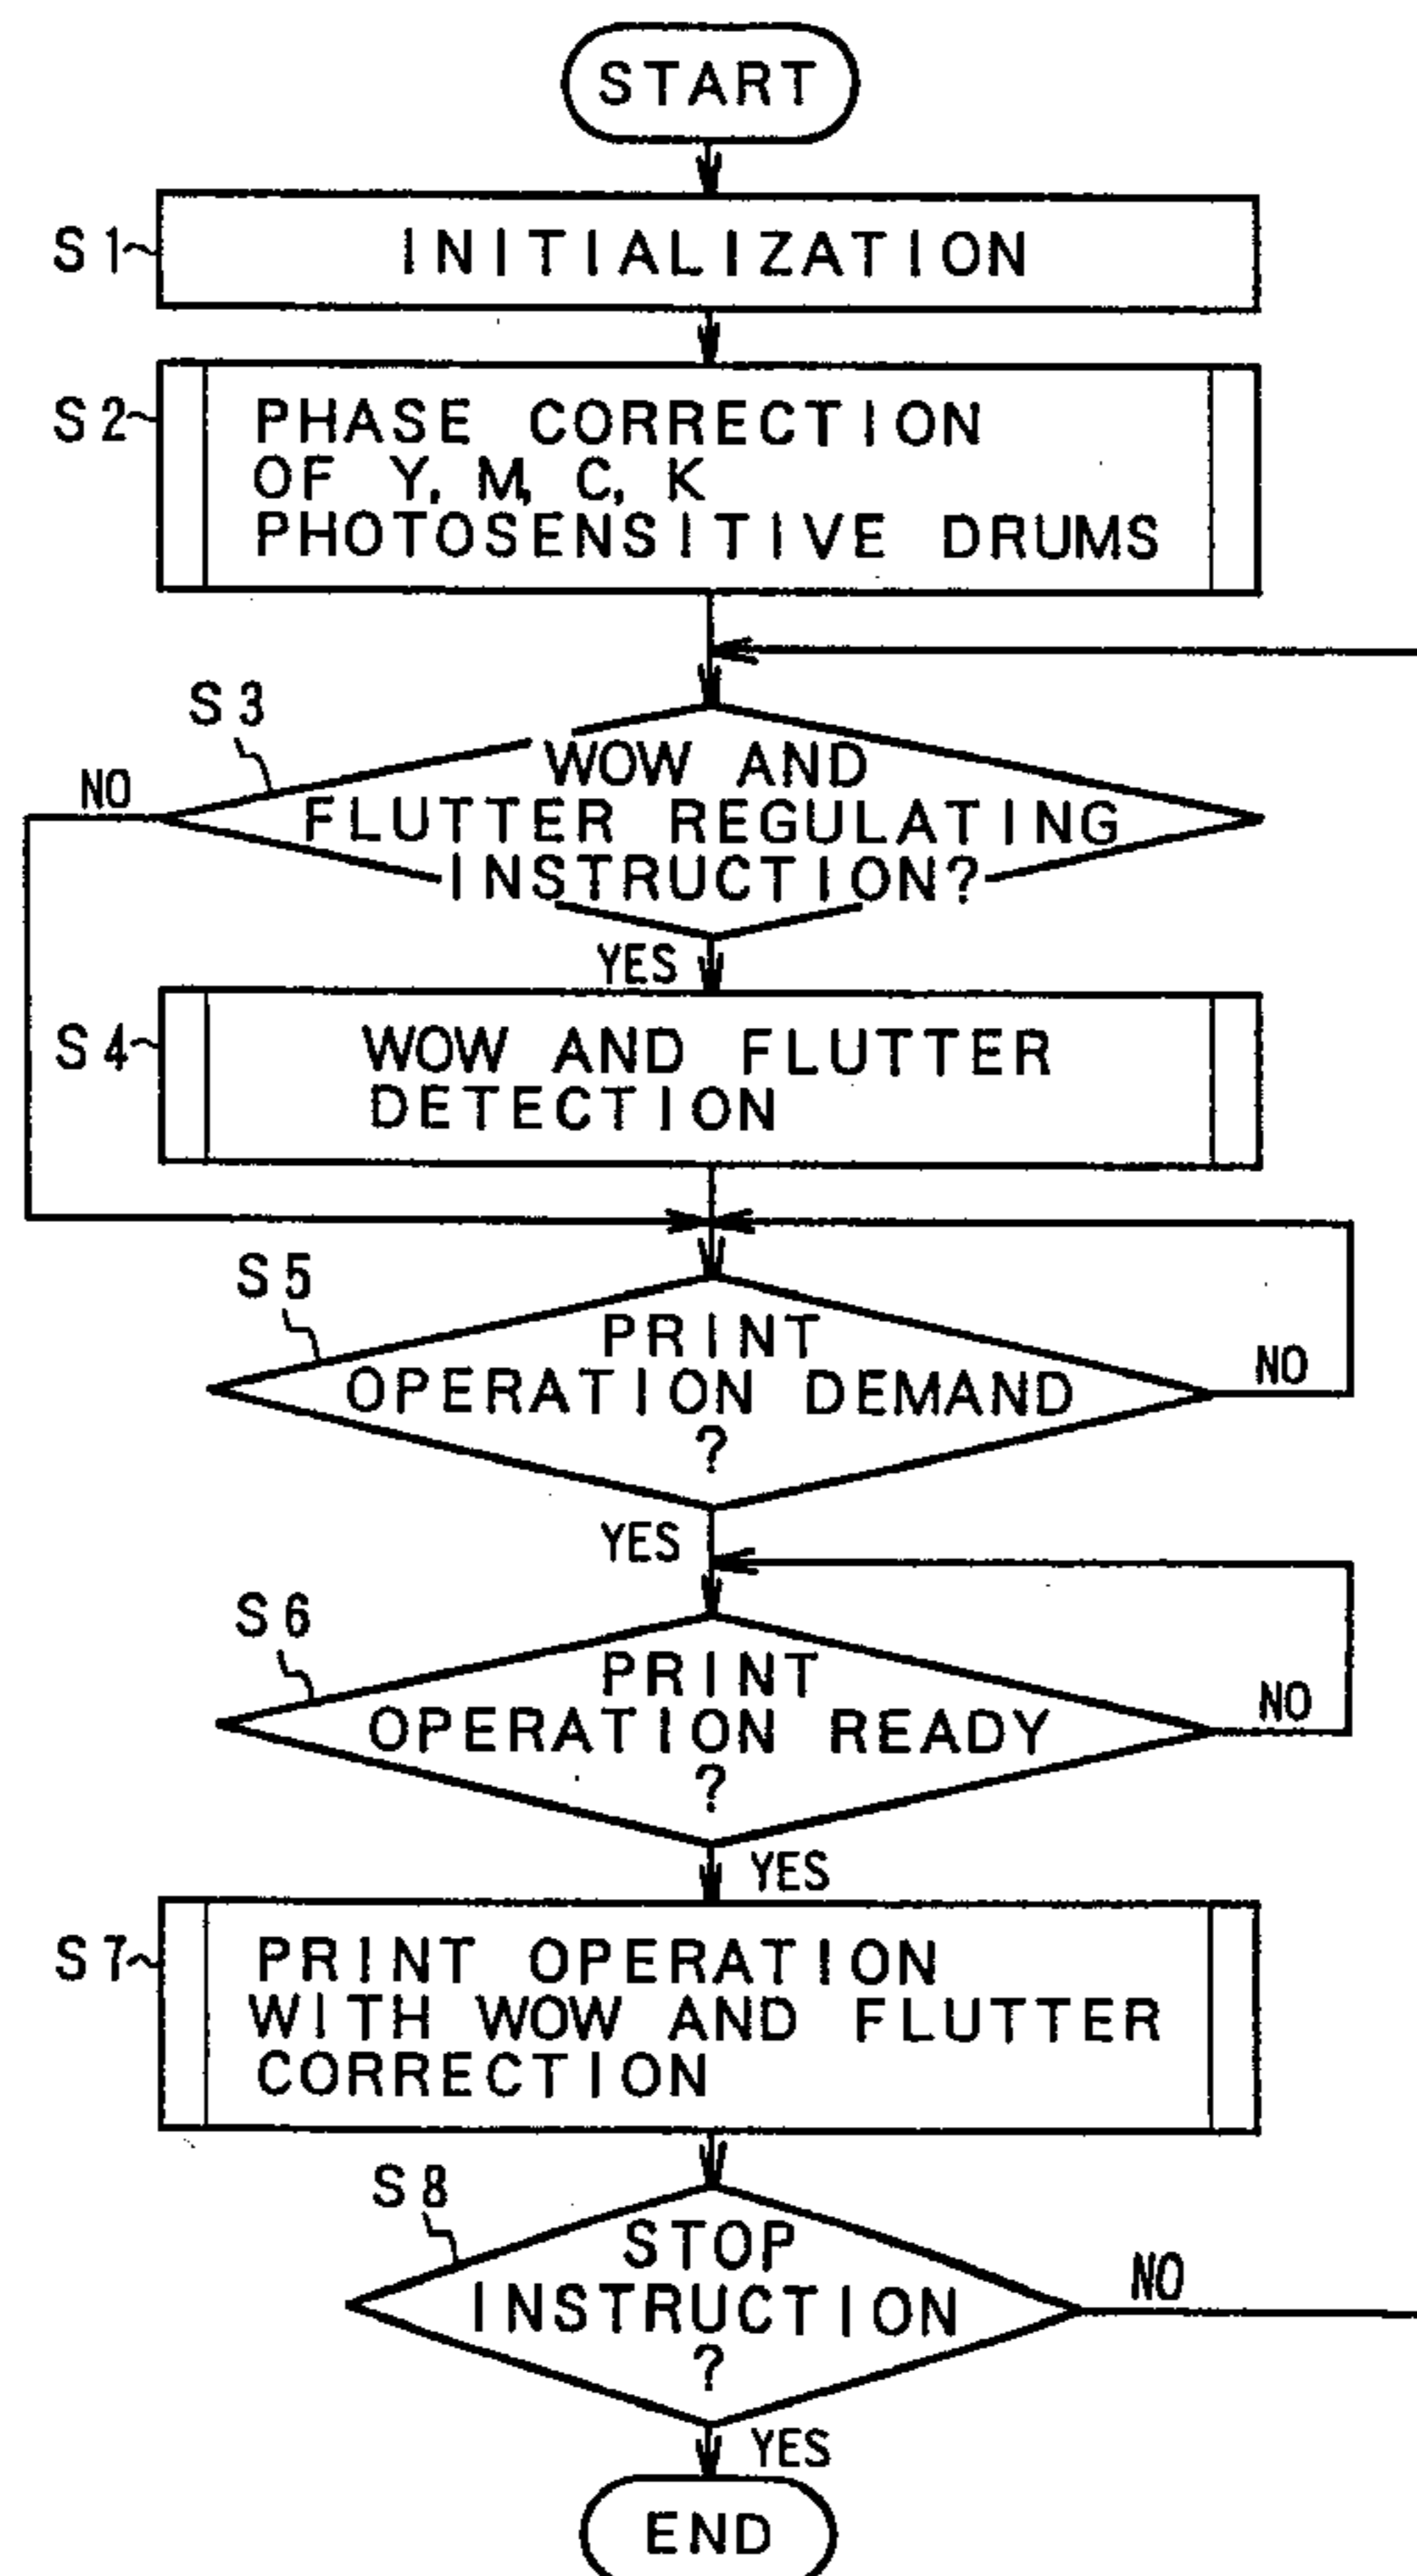 START
S1
INITIALIZATION
S2
PHASE CORRECTION
OF Y, M, C, K
PHOTOSENSITIVE DRUMS
S3
NO
WOW AND
FLUTTER REGULATING
INSTRUCTION?
YES
S4
WOW AND FLUTTER
DETECTION
S5
PRINT
OPERATION DEMAND
?
NO
YES
S6
PRINT
OPERATION READY
?
NO
YES
S7
PRINT OPERATION
WITH WOW AND FLUTTER
CORRECTION
S8
STOP
INSTRUCTION
?
NO
YES
END